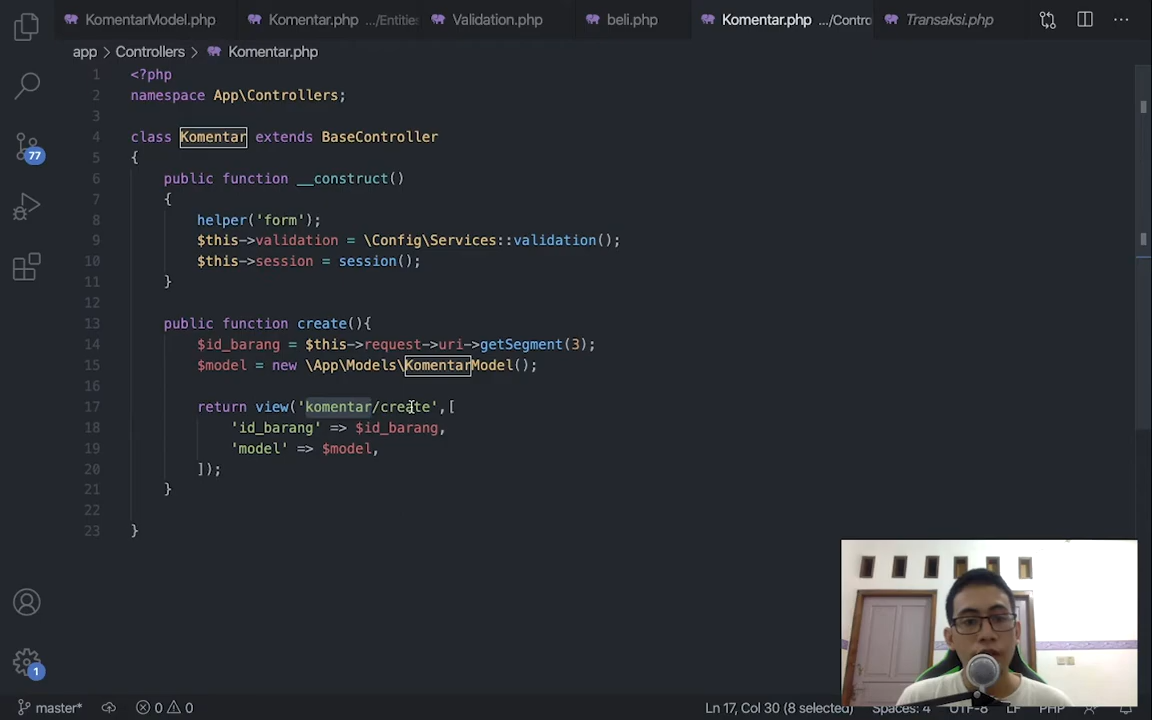 KomentarModel.php Komentar.php .../Entities Validation.php beli.php Komentar.php .../Contro Transaksi.php
app > Controllers > Komentar.php
1 <?php
2 namespace App\Controllers;
3
4 class Komentar extends BaseController
5 {
6 public function __construct()
7 {
8 helper('form');
9 $this->validation = \Config\Services::validation();
10 $this->session = session();
11 }
12
13 public function create(){
14 $id_barang = $this->request->uri->getSegment(3);
15 $model = new \App\Models\KomentarModel();
16
17 return view('komentar/create',[
18 'id_barang' => $id_barang,
19 'model' => $model,
20 ]);
21 }
22
23 }
77
1
master* 0 0 Ln 17, Col 30 (8 selected) Spaces: 4 UTF-8 LF PHP